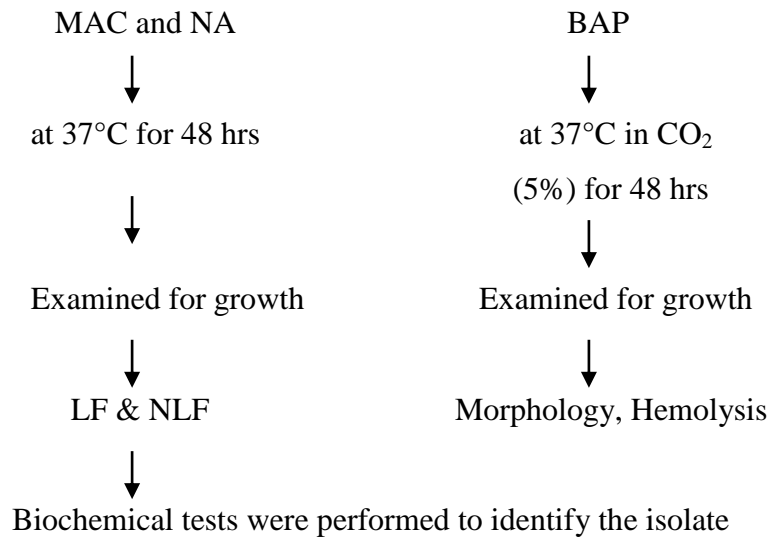 MAC and NA
at 37°C for 48 hrs
Examined for growth
LF & NLF
BAP
at 37°C in CO₂
(5%) for 48 hrs
Examined for growth
Morphology, Hemolysis
Biochemical tests were performed to identify the isolate